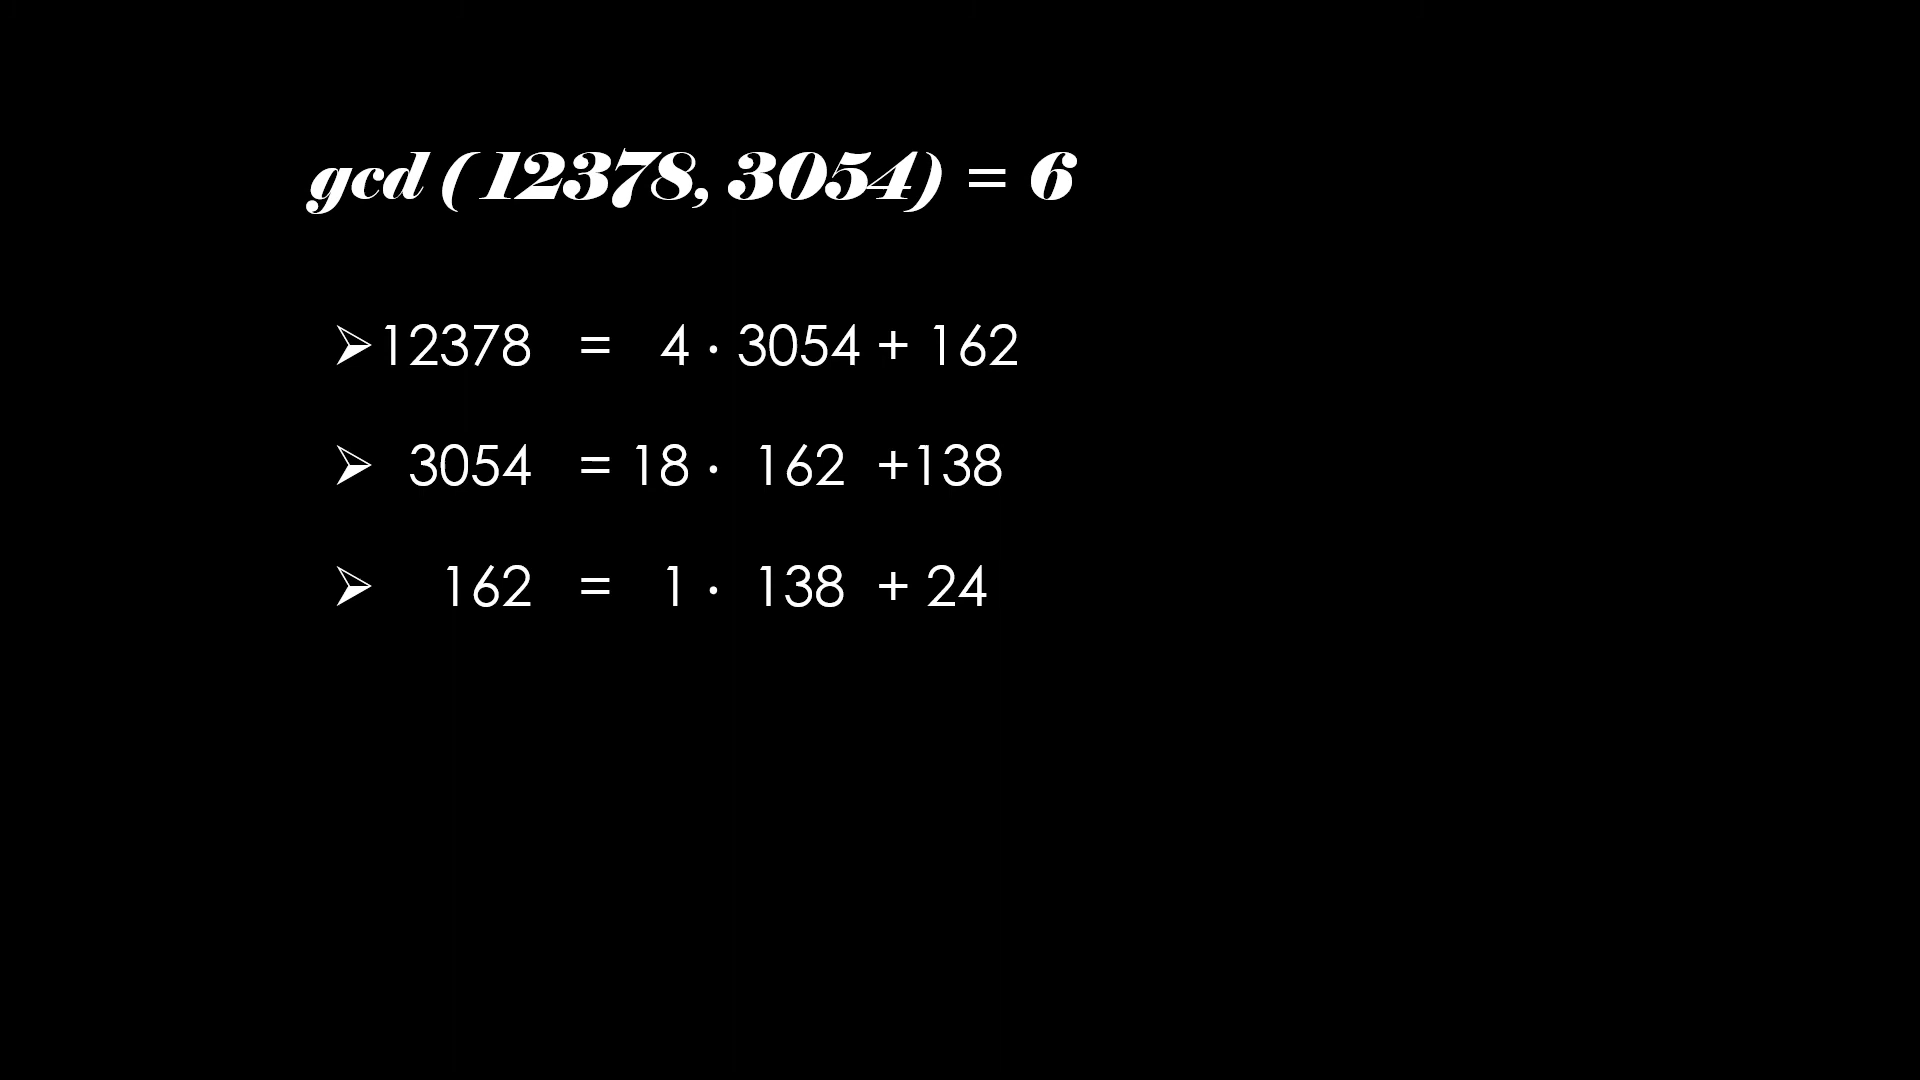 gcd (12378, 3054) = 6
➢12378 = 4 · 3054 + 162
➢ 3054 = 18 · 162 +138
➢ 162 = 1 · 138 + 24